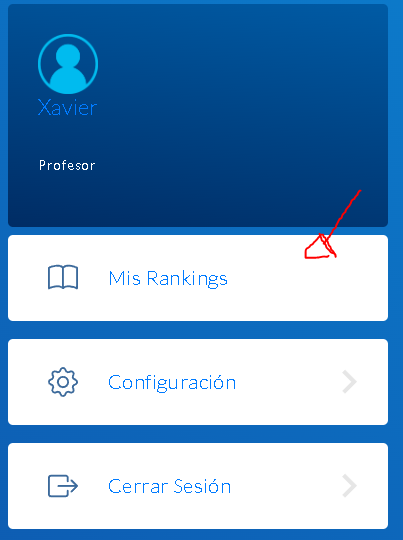 Xavier
Profesor
Mis Rankings
Configuración
Cerrar Sesión